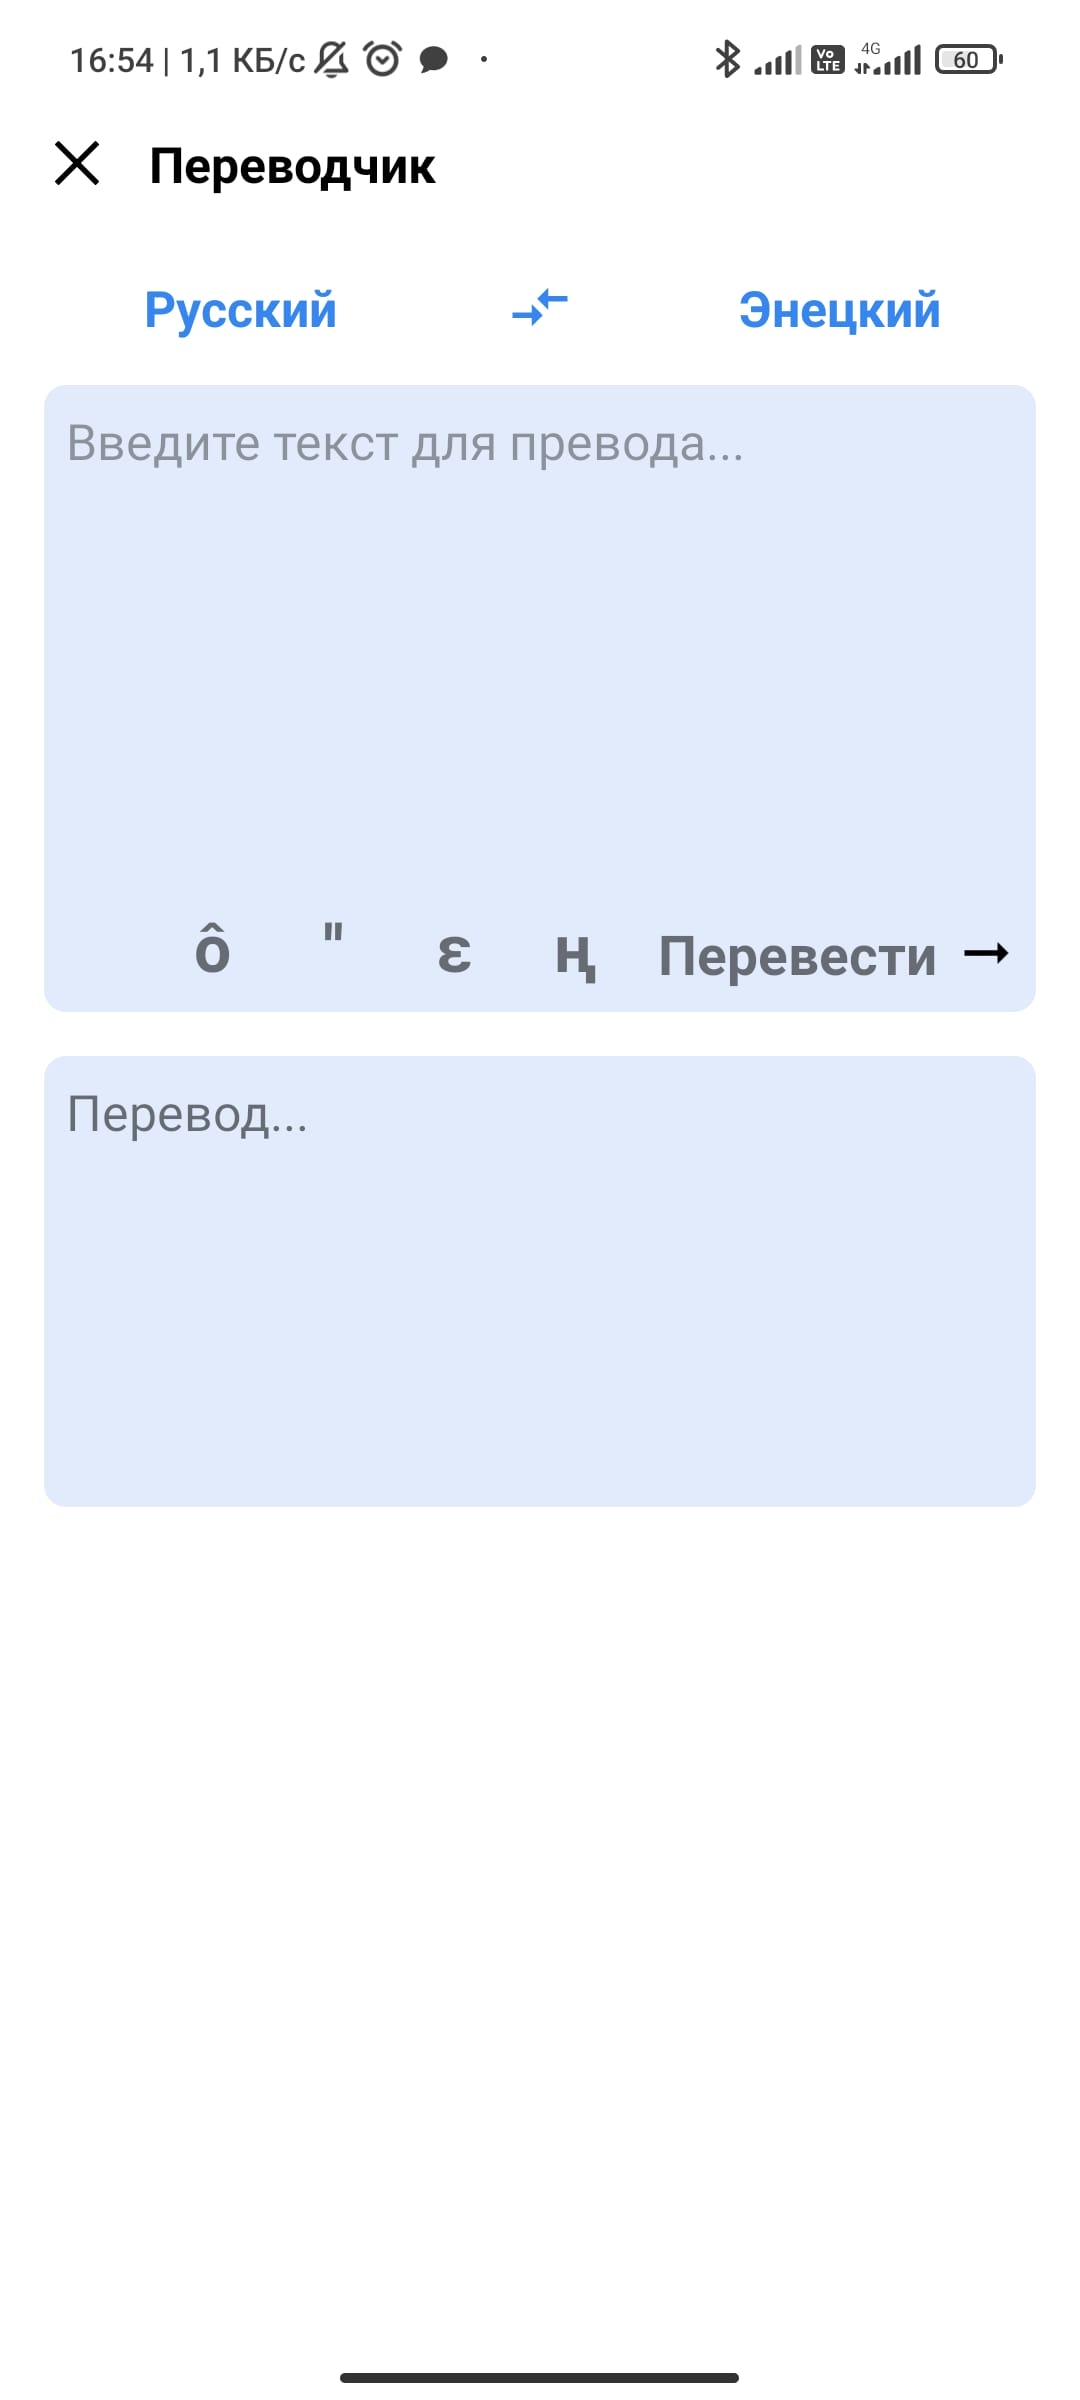 16:54 | 1,1 КБ/с Vo LTE 4G 60
Переводчик
Русский Энецкий
Введите текст для превода...
ô " ε ң Перевести →
Перевод...